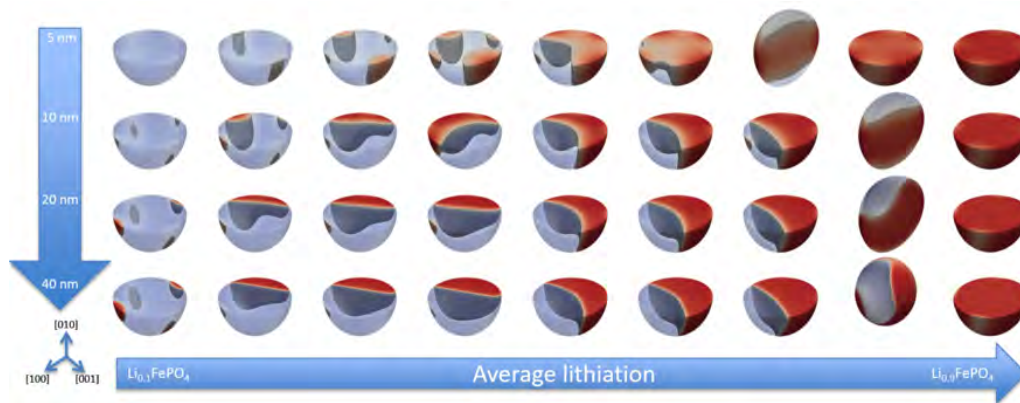 5 nm
10 nm
20 nm
40 nm
[010]
[100]
[001]
Li₀.₁FePO₄
Average lithiation
Li₀.₉FePO₄